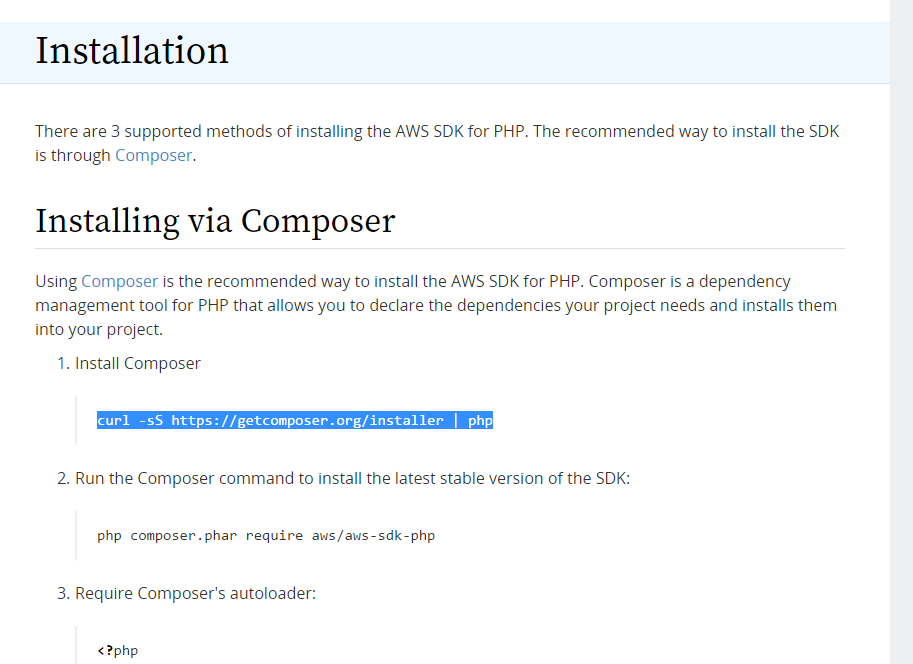 Installation
There are 3 supported methods of installing the AWS SDK for PHP. The recommended way to install the SDK
is through Composer.
Installing via Composer
Using Composer is the recommended way to install the AWS SDK for PHP. Composer is a dependency
management tool for PHP that allows you to declare the dependencies your project needs and installs them
into your project.
1. Install Composer
curl -sS https://getcomposer.org/installer | php
2. Run the Composer command to install the latest stable version of the SDK:
php composer.phar require aws/aws-sdk-php
3. Require Composer's autoloader:
<?php